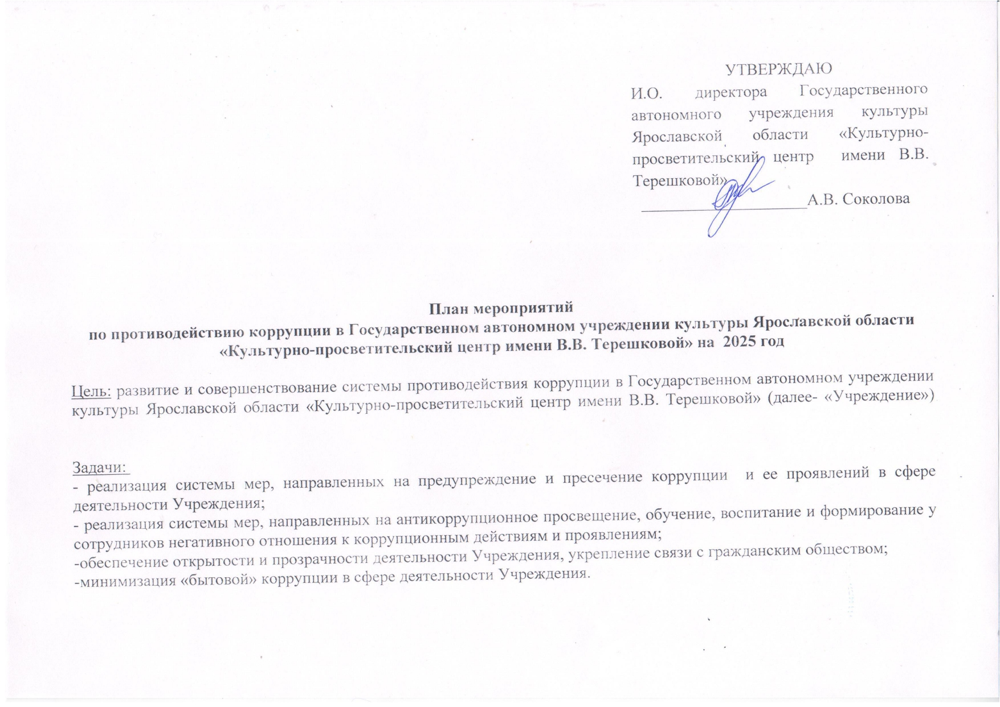 УТВЕРЖДАЮ
И.О. директора Государственного
автономного учреждения культуры
Ярославской области «Культурно-
просветительский центр имени В.В.
Терешковой»
А.В. Соколова
План мероприятий
по противодействию коррупции в Государственном автономном учреждении культуры Ярославской области
«Культурно-просветительский центр имени В.В. Терешковой» на 2025 год
Цель: развитие и совершенствование системы противодействия коррупции в Государственном автономном учреждении
культуры Ярославской области «Культурно-просветительский центр имени В.В. Терешковой» (далее- «Учреждение»)
Задачи:
- реализация системы мер, направленных на предупреждение и пресечение коррупции и ее проявлений в сфере
деятельности Учреждения;
- реализация системы мер, направленных на антикоррупционное просвещение, обучение, воспитание и формирование у
сотрудников негативного отношения к коррупционным действиям и проявлениям;
-обеспечение открытости и прозрачности деятельности Учреждения, укрепление связи с гражданским обществом;
-минимизация «бытовой» коррупции в сфере деятельности Учреждения.